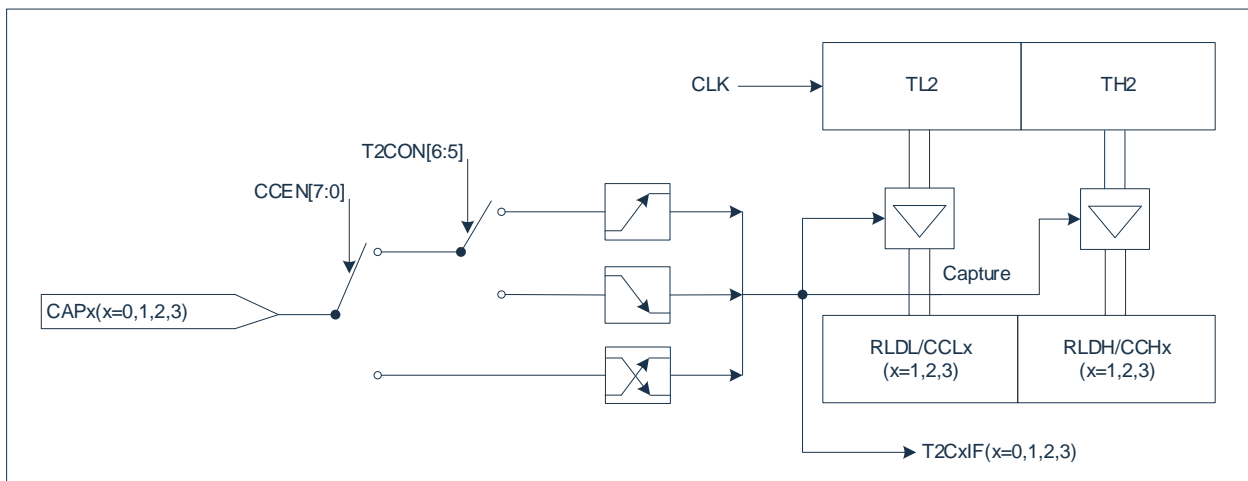 CLK
TL2
TH2
T2CON[6:5]
CCEN[7:0]
Capture
CAPx(x=0,1,2,3)
RLDL/CCLx
(x=1,2,3)
RLDH/CCHx
(x=1,2,3)
T2CxIF(x=0,1,2,3)